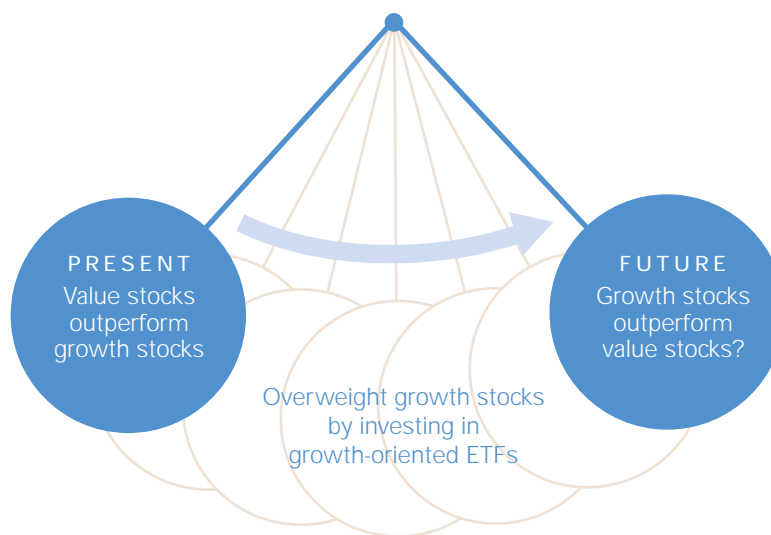 PRESENT
Value stocks
outperform
growth stocks
FUTURE
Growth stocks
outperform
value stocks?
Overweight growth stocks
by investing in
growth-oriented ETFs